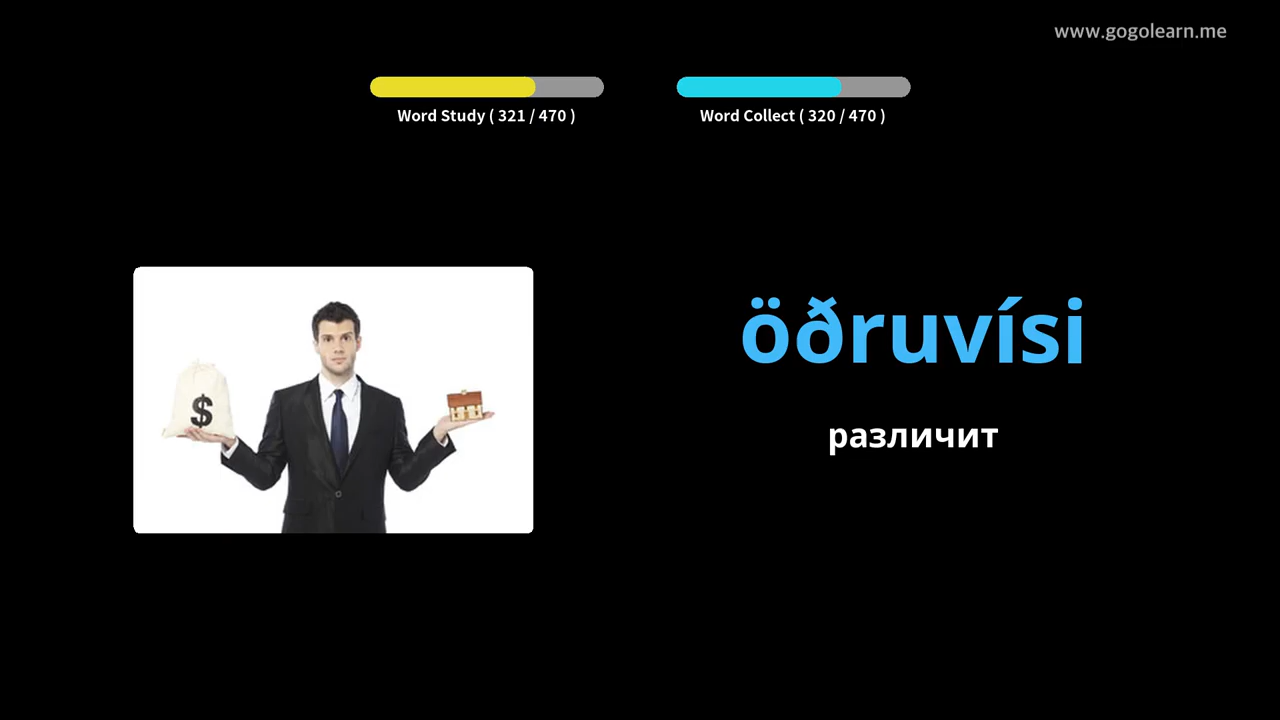 www.gogolearn.me
Word Study ( 321 / 470 )
Word Collect ( 320 / 470 )
$
öðruvísi
различит